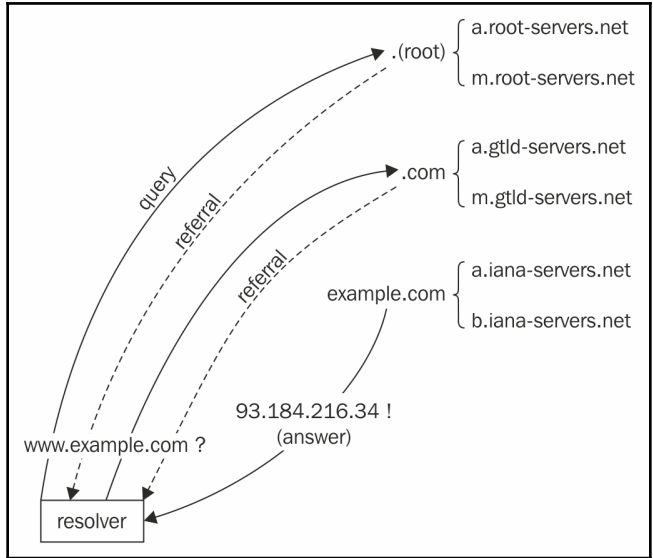 a.root-servers.net
.(root)
m.root-servers.net
query
referral
a.gtld-servers.net
.com
m.gtld-servers.net
referral
a.iana-servers.net
example.com
b.iana-servers.net
93.184.216.34 !
(answer)
www.example.com ?
resolver